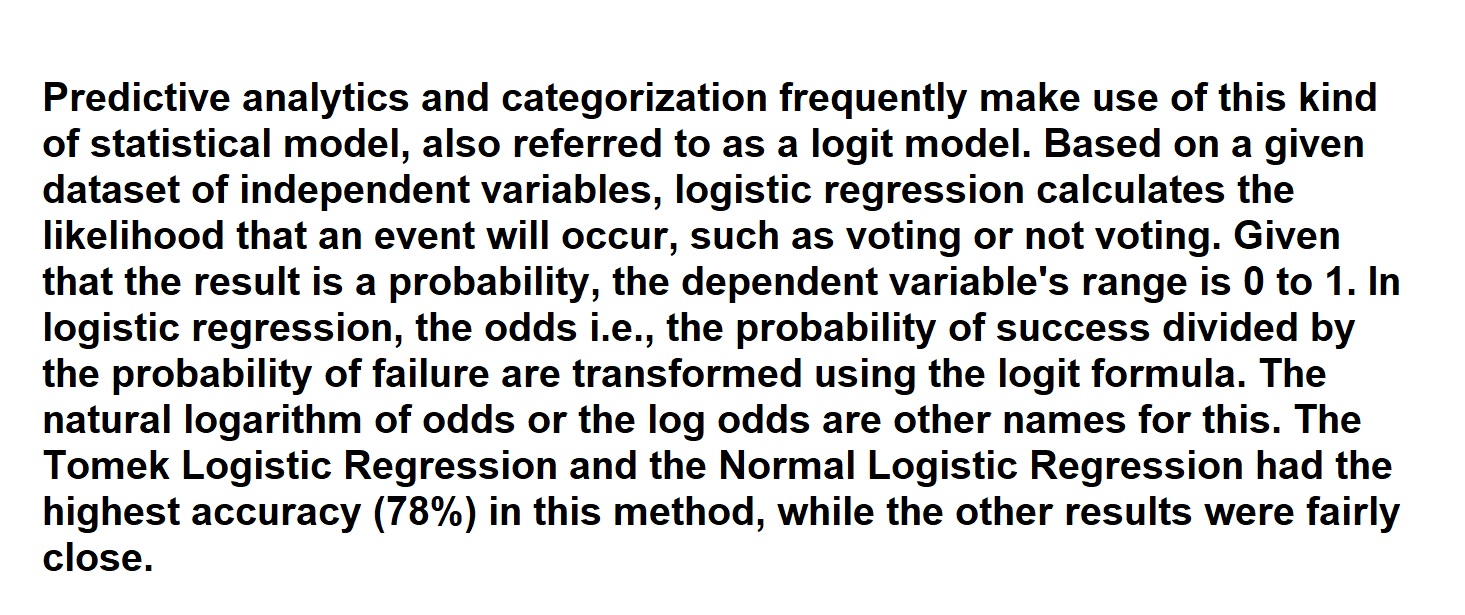 Predictive analytics and categorization frequently make use of this kind
of statistical model, also referred to as a logit model. Based on a given
dataset of independent variables, logistic regression calculates the
likelihood that an event will occur, such as voting or not voting. Given
that the result is a probability, the dependent variable's range is 0 to 1. In
logistic regression, the odds i.e., the probability of success divided by
the probability of failure are transformed using the logit formula. The
natural logarithm of odds or the log odds are other names for this. The
Tomek Logistic Regression and the Normal Logistic Regression had the
highest accuracy (78%) in this method, while the other results were fairly
close.